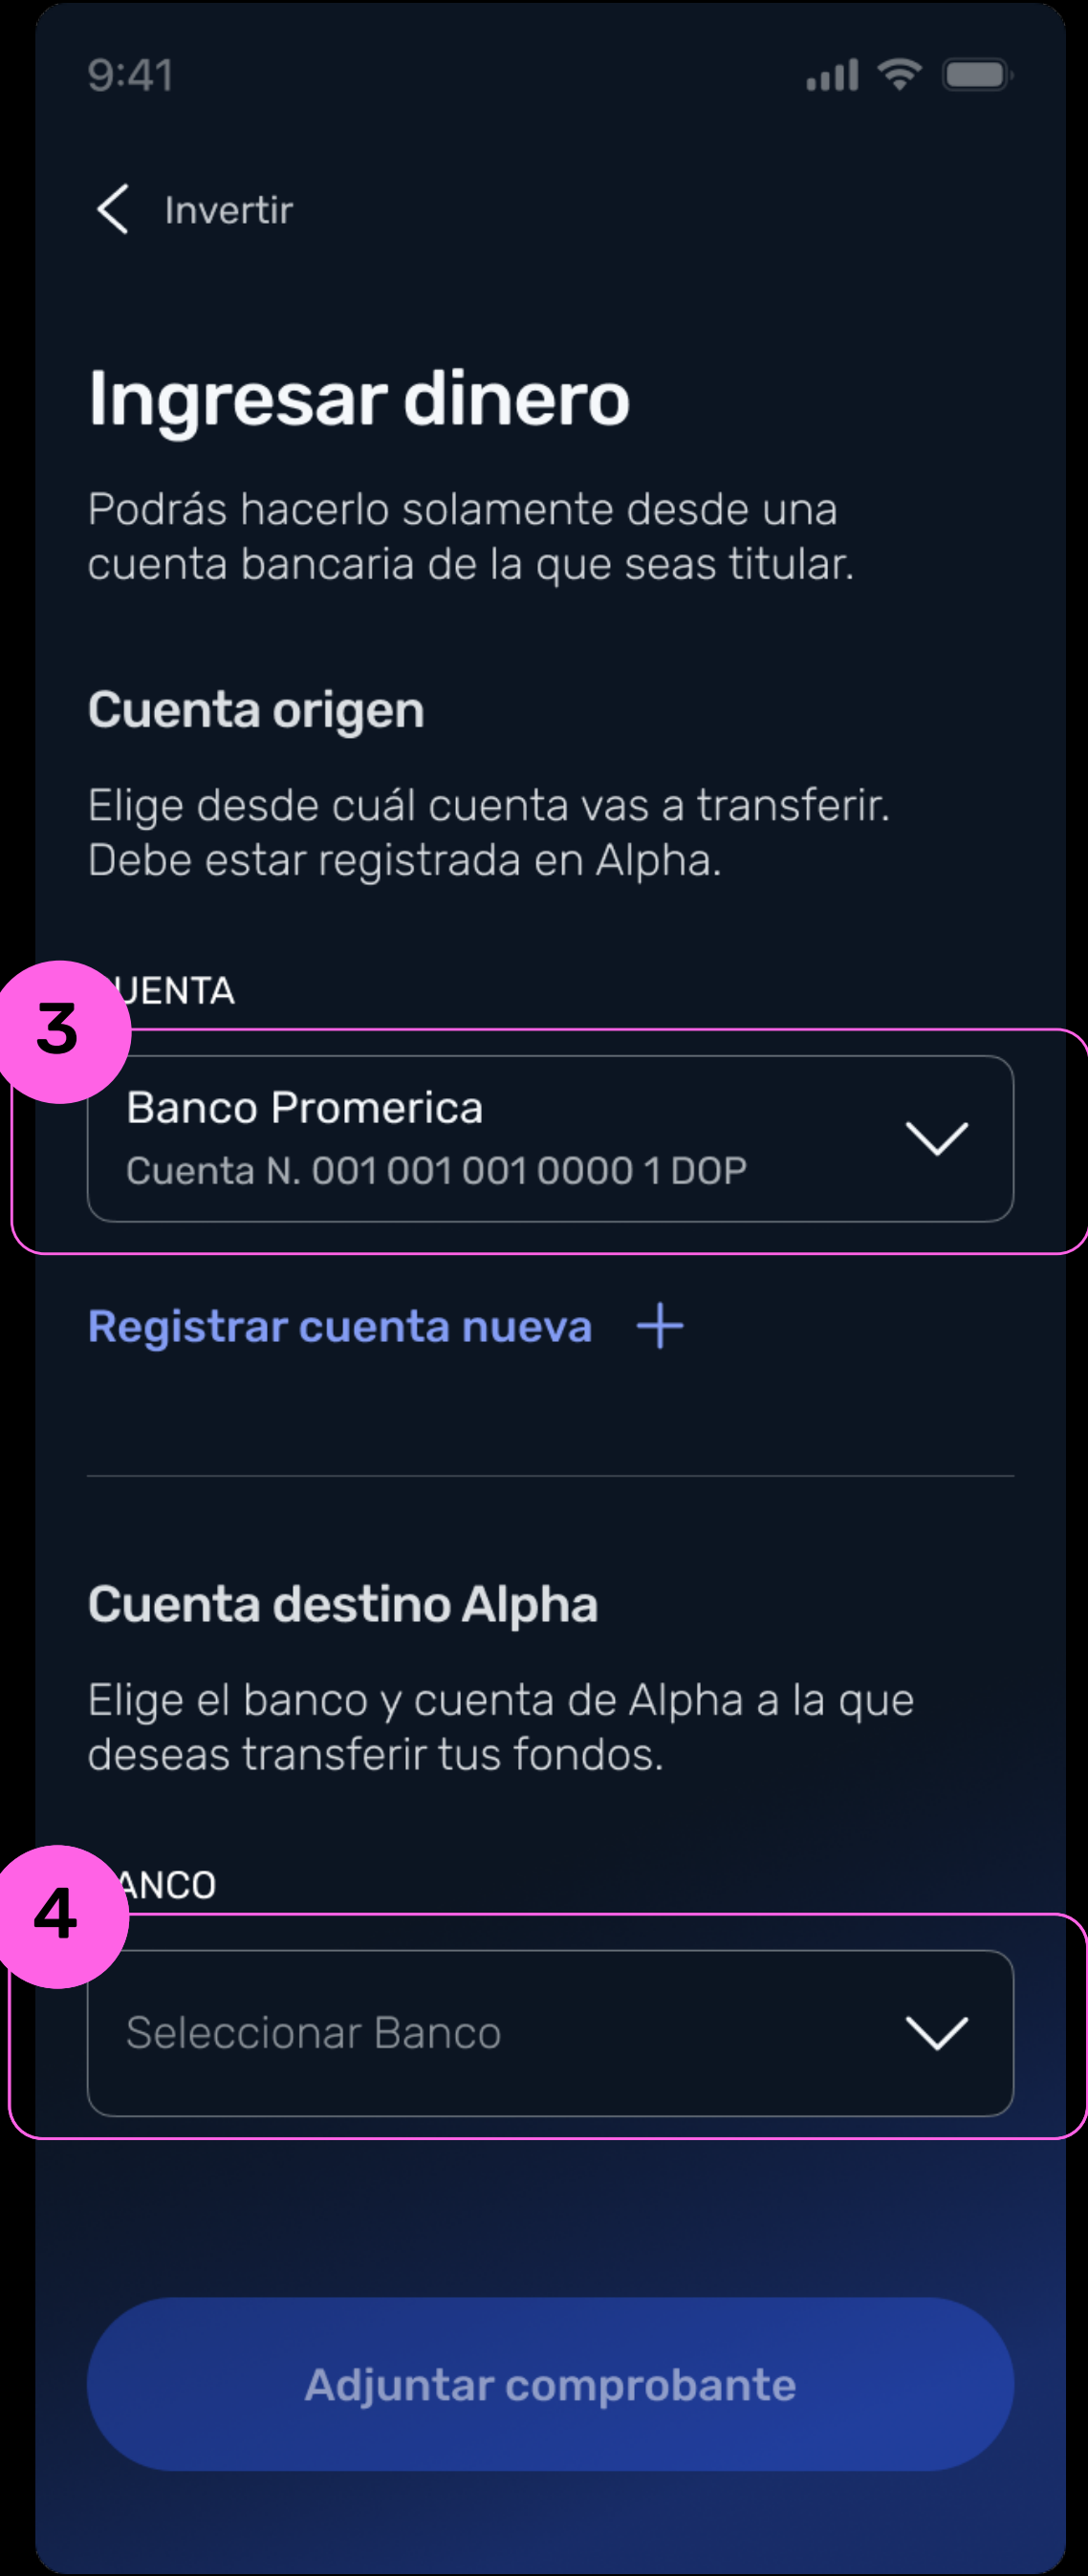 9:41
Invertir
Ingresar dinero
Podrás hacerlo solamente desde una
cuenta bancaria de la que seas titular.
Cuenta origen
Elige desde cuál cuenta vas a transferir.
Debe estar registrada en Alpha.
UENTA
3
Banco Promerica
Cuenta N. 001 001 001 0000 1 DOP
Registrar cuenta nueva +
Cuenta destino Alpha
Elige el banco y cuenta de Alpha a la que
deseas transferir tus fondos.
ANCO
4
Seleccionar Banco
Adjuntar comprobante